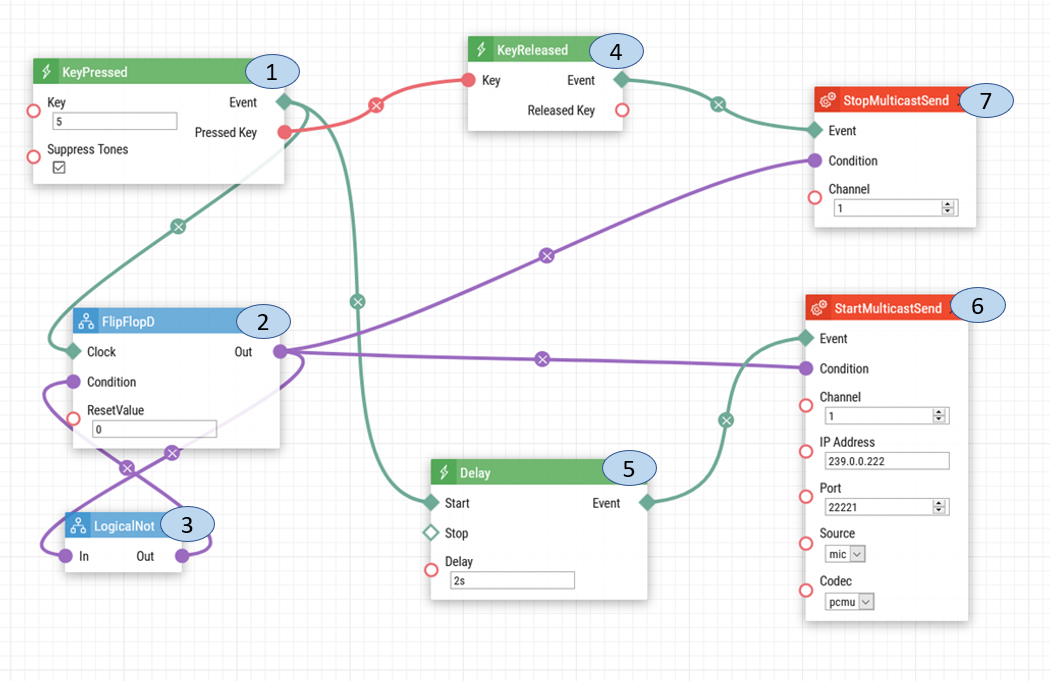 KeyPressed
1
Key
5
Event
Pressed Key
Suppress Tones
KeyReleased
4
Key
Event
Released Key
StopMulticastSend
7
Event
Condition
Channel
1
FlipFlopD
2
Clock
Out
Condition
ResetValue
0
LogicalNot
3
In
Out
Delay
5
Start
Event
Stop
Delay
2s
StartMulticastSend
6
Event
Condition
Channel
1
IP Address
239.0.0.222
Port
22221
Source
mic
Codec
pcmu